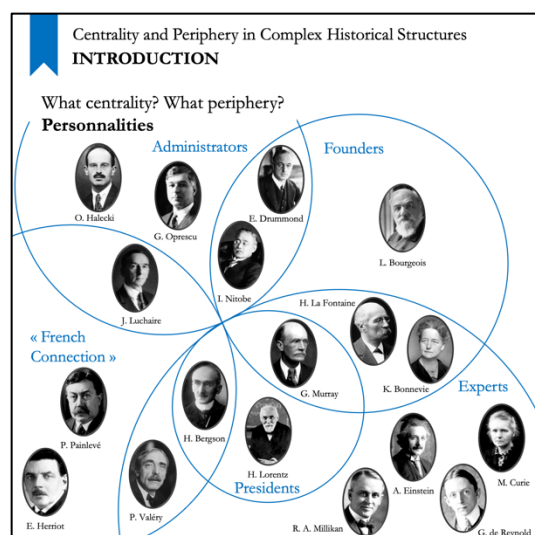 Centrality and Periphery in Complex Historical Structures
INTRODUCTION
What centrality? What periphery?
Personnalities
Administrators
Founders
O. Halecki
G. Oprescu
E. Drummond
L. Bourgeois
J. Luchaire
I. Nitobe
H. La Fontaine
« French
Connection »
G. Murray
K. Bonnevie
Experts
P. Painlevé
H. Bergson
H. Lorentz
Presidents
A. Einstein
M. Curie
E. Herriot
P. Valéry
R. A. Millikan
G. de Reynold